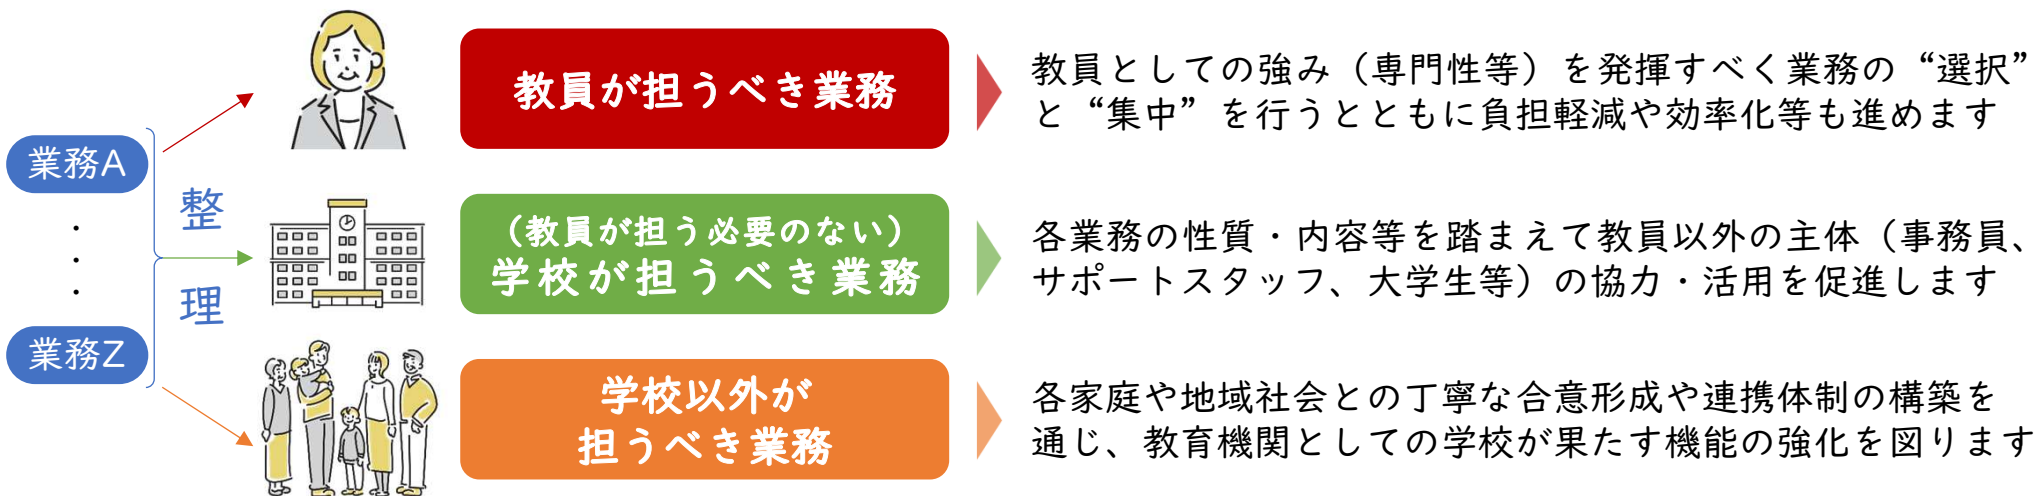 業務A
・
・
・
業務Z
整
理
教員が担うべき業務
教員としての強み（専門性等）を発揮すべく業務の“選択”
と“集中”を行うとともに負担軽減や効率化等も進めます
（教員が担う必要のない）
学校が担うべき業務
各業務の性質・内容等を踏まえて教員以外の主体（事務員、
サポートスタッフ、大学生等）の協力・活用を促進します
学校以外が
担うべき業務
各家庭や地域社会との丁寧な合意形成や連携体制の構築を
通じ、教育機関としての学校が果たす機能の強化を図ります